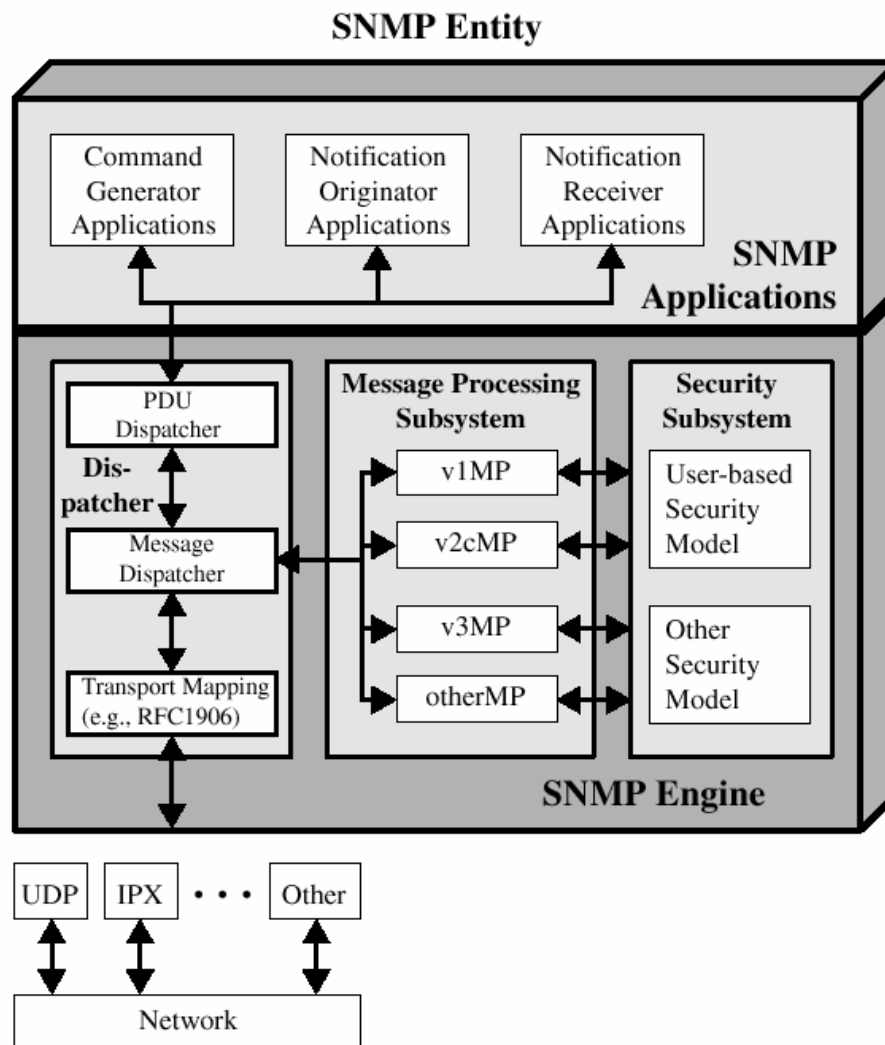 SNMP Entity
Command
Generator
Applications
Notification
Originator
Applications
Notification
Receiver
Applications
SNMP
Applications
PDU
Dispatcher
Dis-
patcher
Message
Dispatcher
Transport Mapping
(e.g., RFC1906)
Message Processing
Subsystem
v1MP
v2cMP
v3MP
otherMP
Security
Subsystem
User-based
Security
Model
Other
Security
Model
SNMP Engine
UDP
IPX
• • •
Other
Network